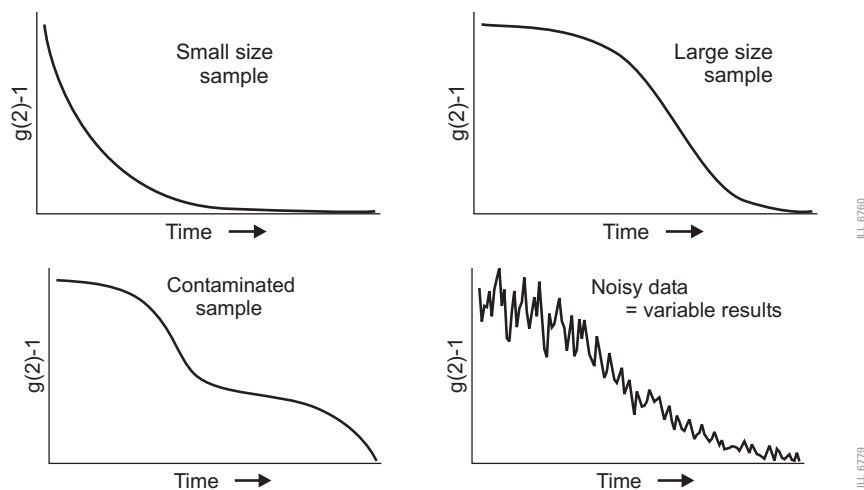 Small size
sample
g(2)-1
Time
Large size
sample
g(2)-1
Time
ILL 6760
Contaminated
sample
g(2)-1
Time
Noisy data
= variable results
g(2)-1
Time
ILL 6779